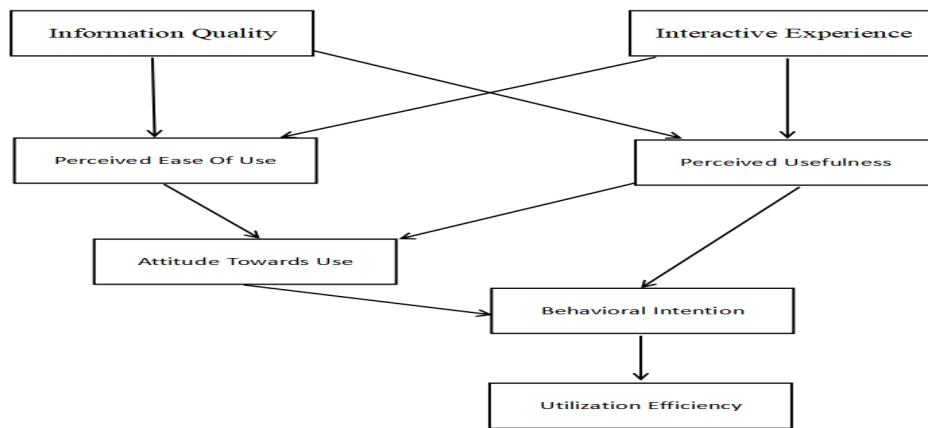 Information Quality
Interactive Experience
Perceived Ease Of Use
Perceived Usefulness
Attitude Towards Use
Behavioral Intention
Utilization Efficiency